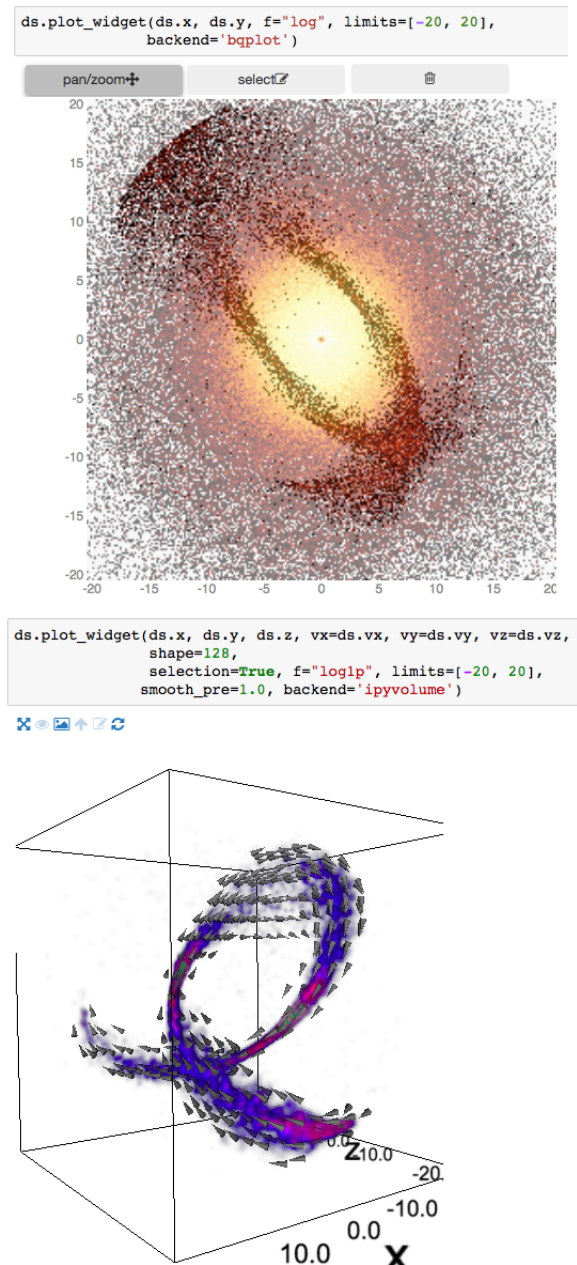 ds.plot_widget(ds.x, ds.y, f="log", limits=[-20, 20],
backend='bqplot')
pan/zoom
select
20
15
10
5
0
-5
-10
-15
-20
-20 -15 -10 -5 0 5 10 15 20
ds.plot_widget(ds.x, ds.y, ds.z, vx=ds.vx, vy=ds.vy, vz=ds.vz,
shape=128,
selection=True, f="log1p", limits=[-20, 20],
smooth_pre=1.0, backend='ipyvolume')
0.0 z 10.0
-20
-10.0
0.0
10.0 X